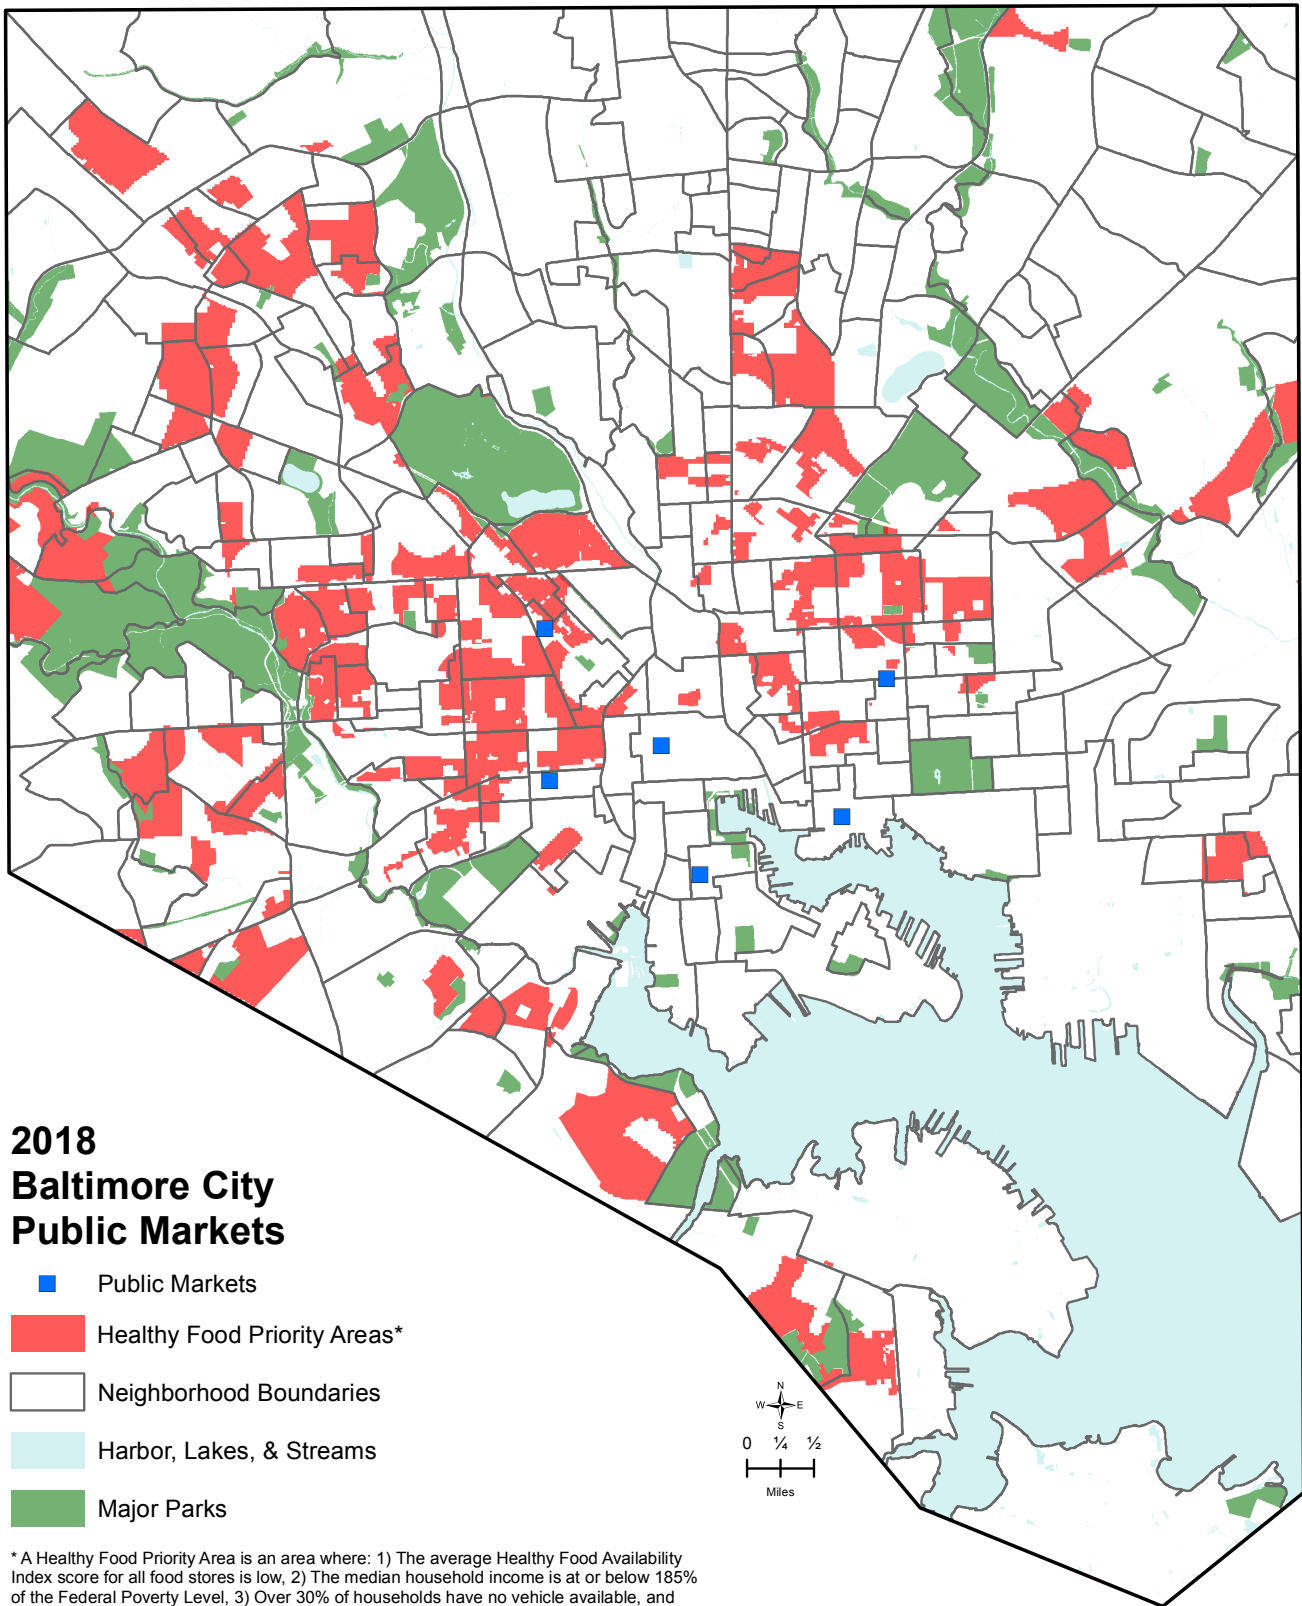 2018
Baltimore City
Public Markets
Public Markets
Healthy Food Priority Areas*
Neighborhood Boundaries
Harbor, Lakes, & Streams
Major Parks
N
W E
S
0 ¼ ½
Miles
* A Healthy Food Priority Area is an area where: 1) The average Healthy Food Availability
Index score for all food stores is low, 2) The median household income is at or below 185%
of the Federal Poverty Level, 3) Over 30% of households have no vehicle available, and